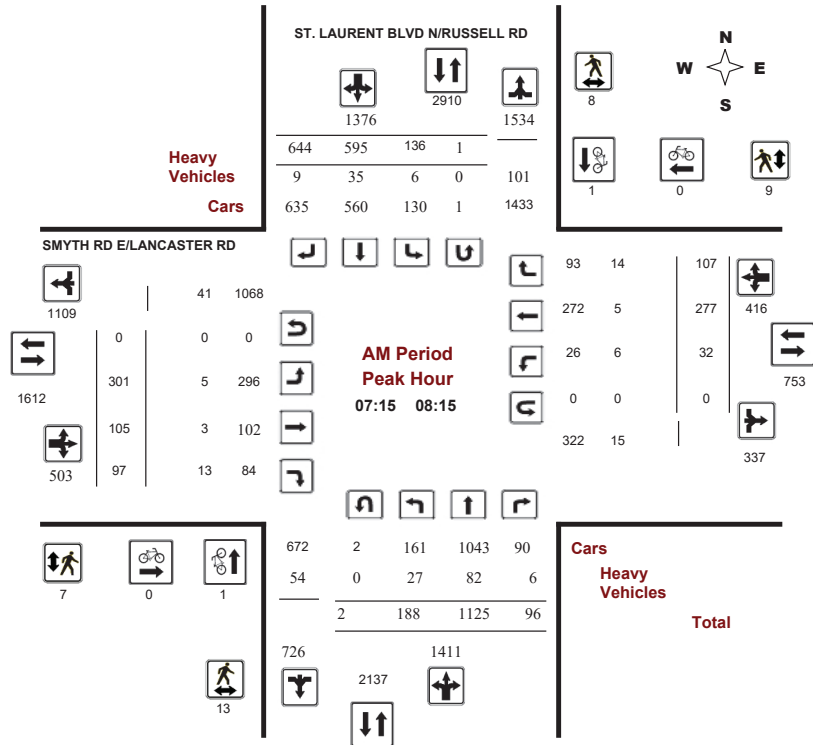 ST. LAURENT BLVD N/RUSSELL RD
N
W E
S
2910
8
1376 1534
644 595 136 1
Heavy
Vehicles
9 35 6 0 101
1 0 9
Cars
635 560 130 1 1433
SMYTH RD E/LANCASTER RD
93 14 107
41 1068
1109
272 5 277 416
0 0 0
AM Period
Peak Hour
26 6 32
753
1612
301 5 296
07:15 08:15
0 0 0
105 3 102
322 15
337
503
97 13 84
672 2 161 1043 90
Cars
54 0 27 82 6
Heavy
Vehicles
7 0 1
2 188 1125 96
Total
726 1411
2137
13